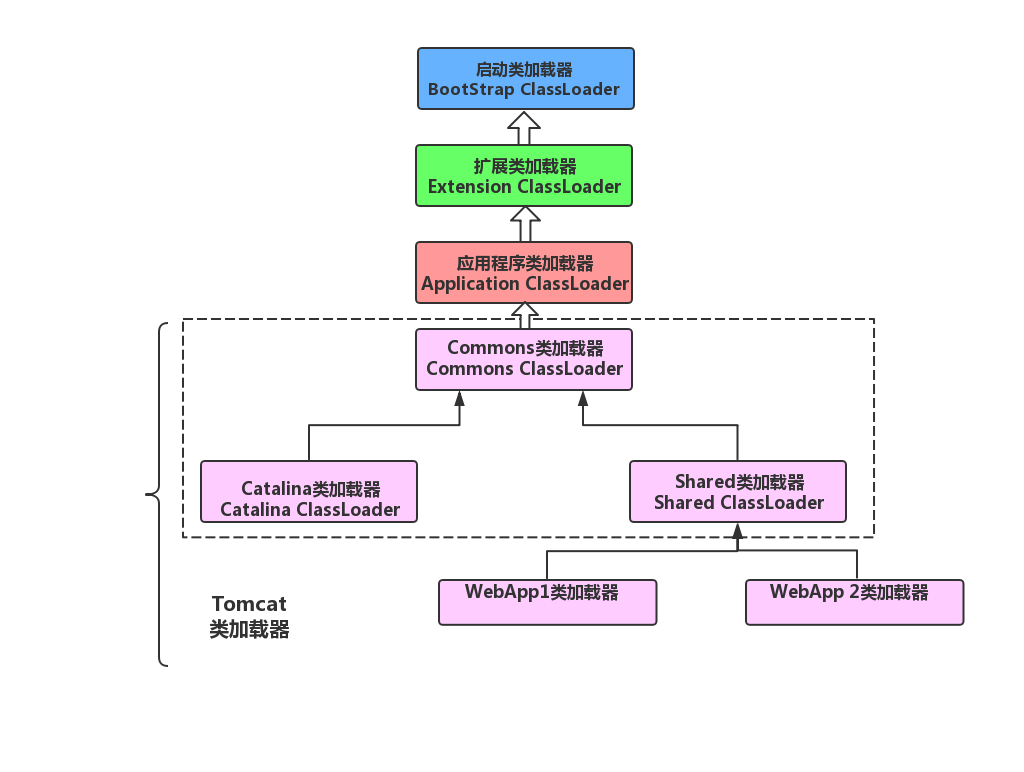 启动类加载器
BootStrap ClassLoader
扩展类加载器
Extension ClassLoader
应用程序类加载器
Application ClassLoader
Commons类加载器
Commons ClassLoader
Catalina类加载器
Catalina ClassLoader
Shared类加载器
Shared ClassLoader
WebApp1类加载器
WebApp 2类加载器
Tomcat
类加载器